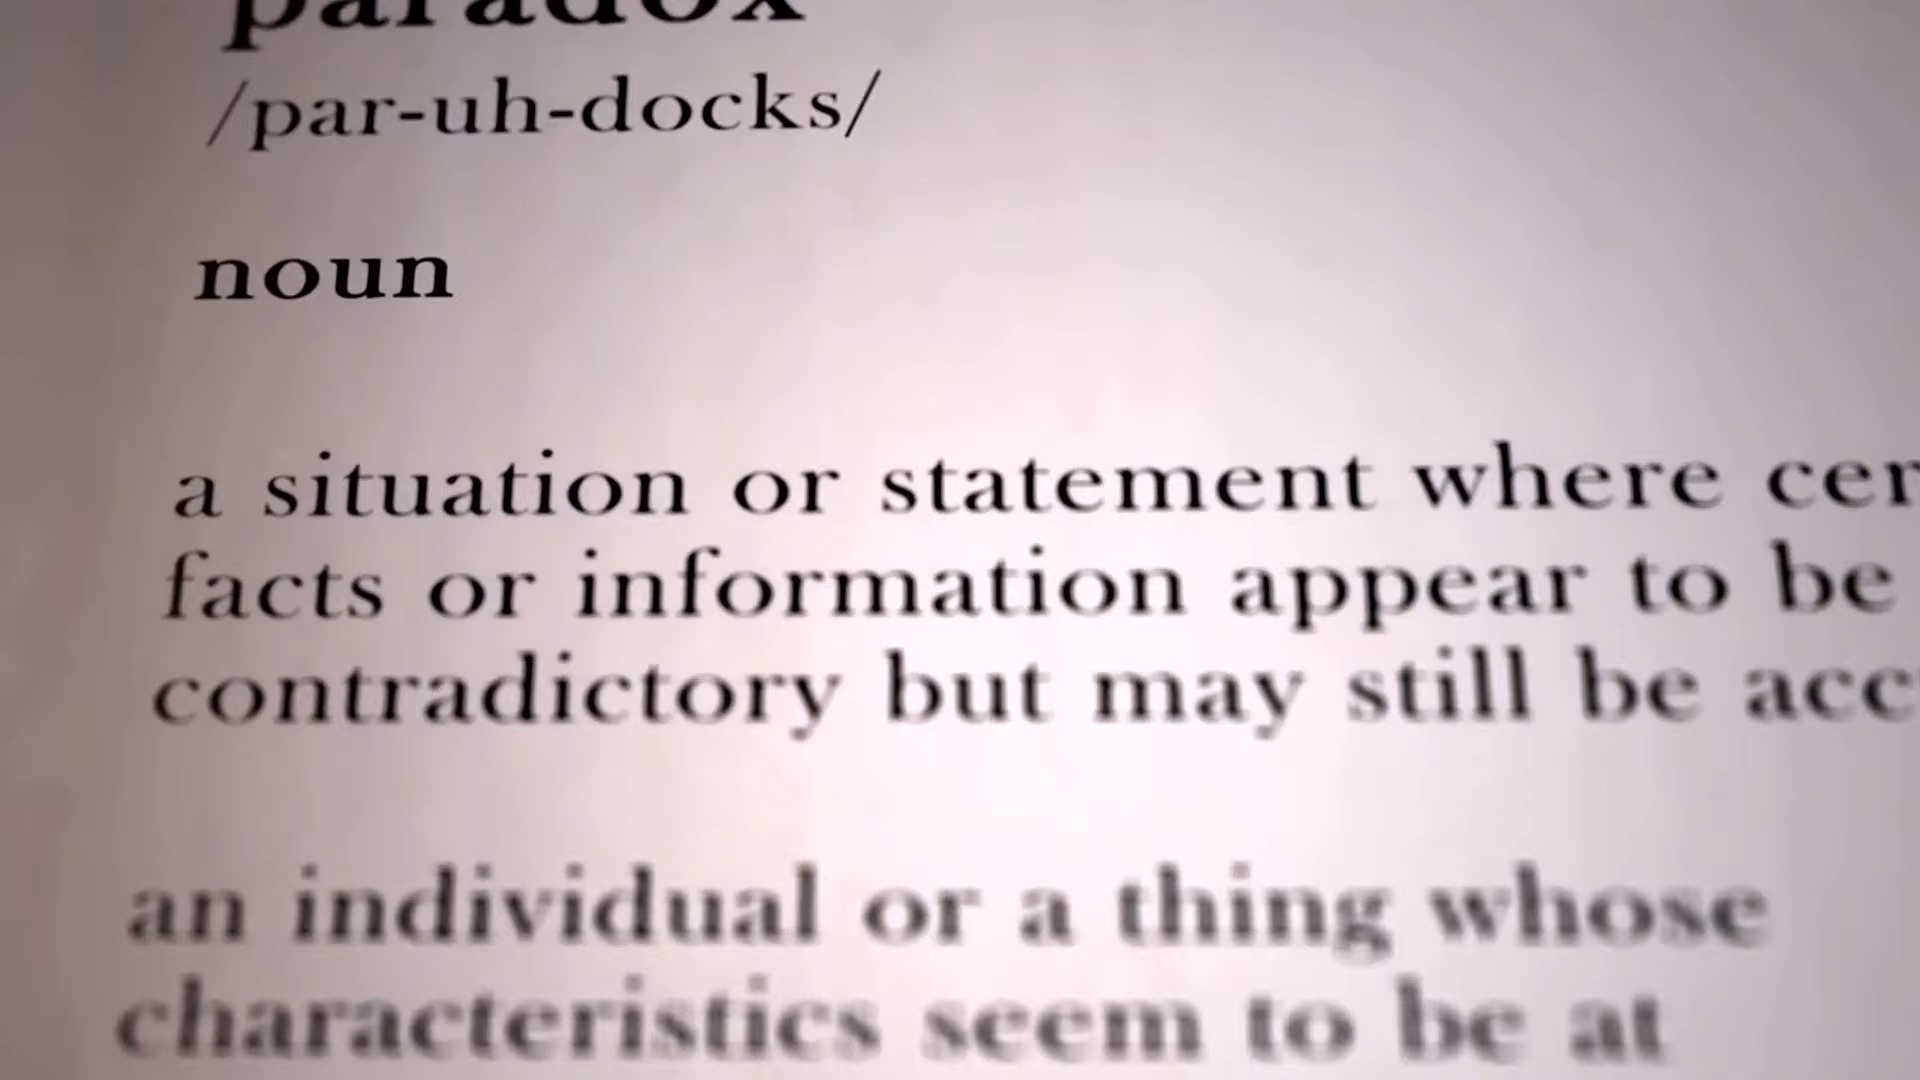 paradox
/par-uh-docks/
noun
a situation or statement where cer
facts or information appear to be
contradictory but may still be acc
an individual or a thing whose
characteristics seem to be at